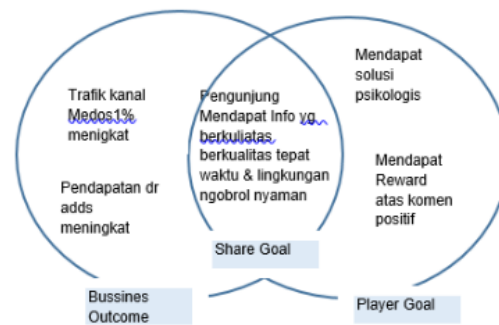 Trafik kanal
Medos1%
menigkat
Pendapatan dr
adds
meningkat
Pengunjung
Mendapat Info yg
berkuliatas
berkualitas tepat
waktu & lingkungan
ngobrol nyaman
Mendapat
solusi
psikologis
Mendapat
Reward
atas komen
positif
Share Goal
Bussines
Outcome
Player Goal